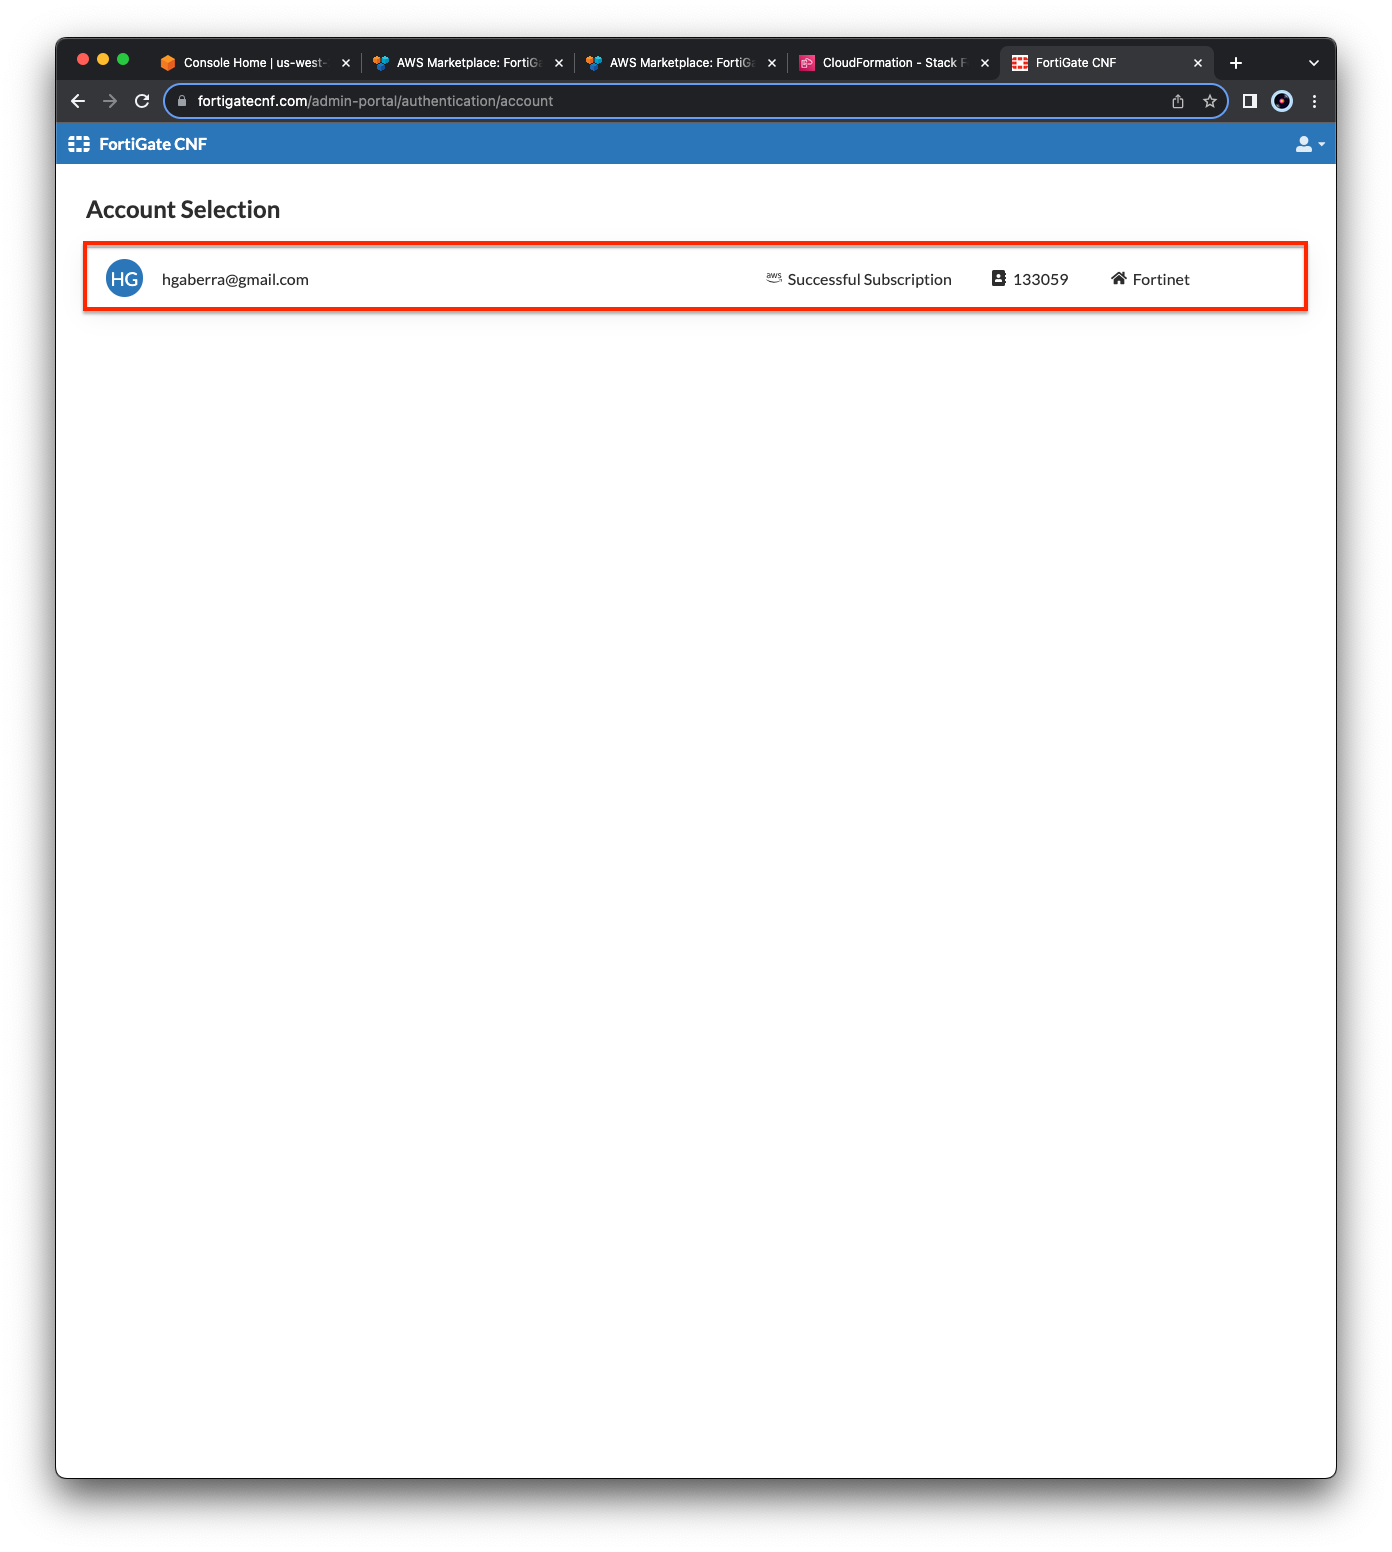 Console Home | us-west-
AWS Marketplace: FortiG
AWS Marketplace: FortiG
CloudFormation - Stack F
FortiGate CNF
fortigatecnf.com/admin-portal/authentication/account
FortiGate CNF
Account Selection
HG hgaberra@gmail.com aws Successful Subscription 133059 Fortinet